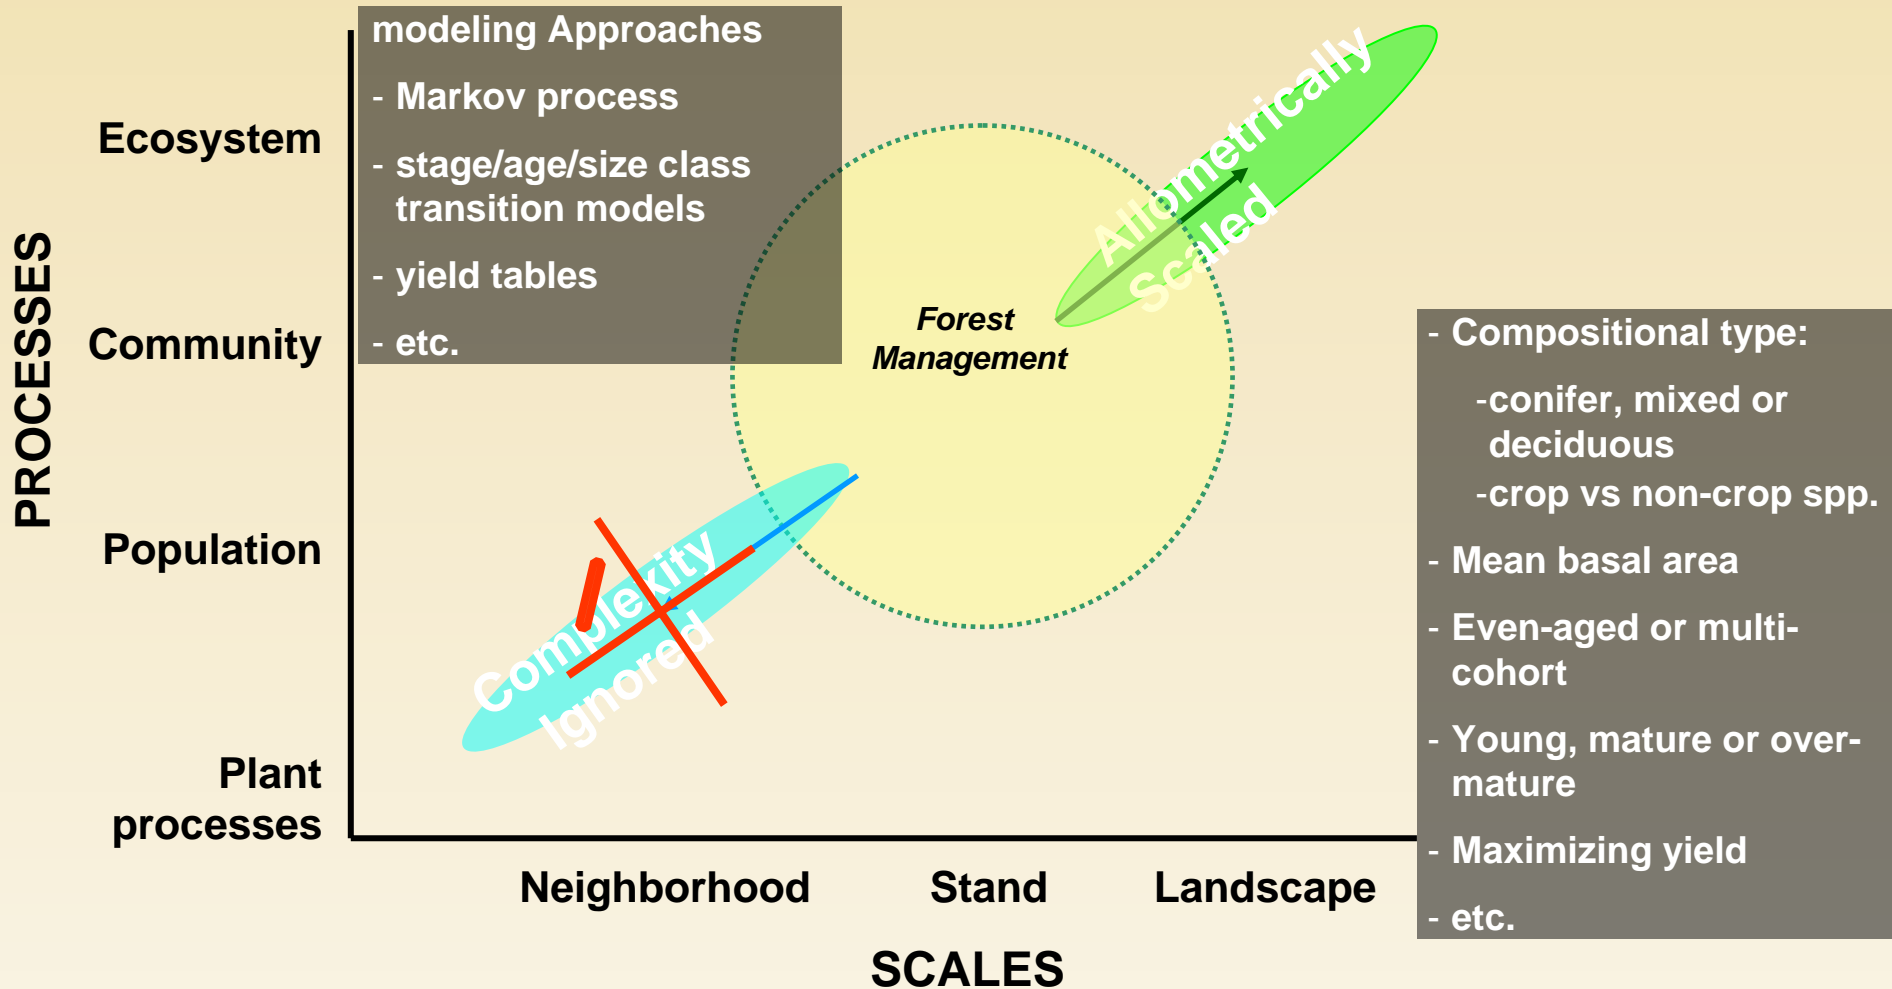 modeling Approaches
- Markov process
- stage/age/size class
transition models
- yield tables
- etc.
PROCESSES
Ecosystem
Community
Population
Plant
processes
Allometrically
Scaled
Forest
Management
Complexity
Ignored
- Compositional type:
-conifer, mixed or
deciduous
-crop vs non-crop spp.
- Mean basal area
- Even-aged or multi-
cohort
- Young, mature or over-
mature
- Maximizing yield
- etc.
Neighborhood
Stand
Landscape
SCALES